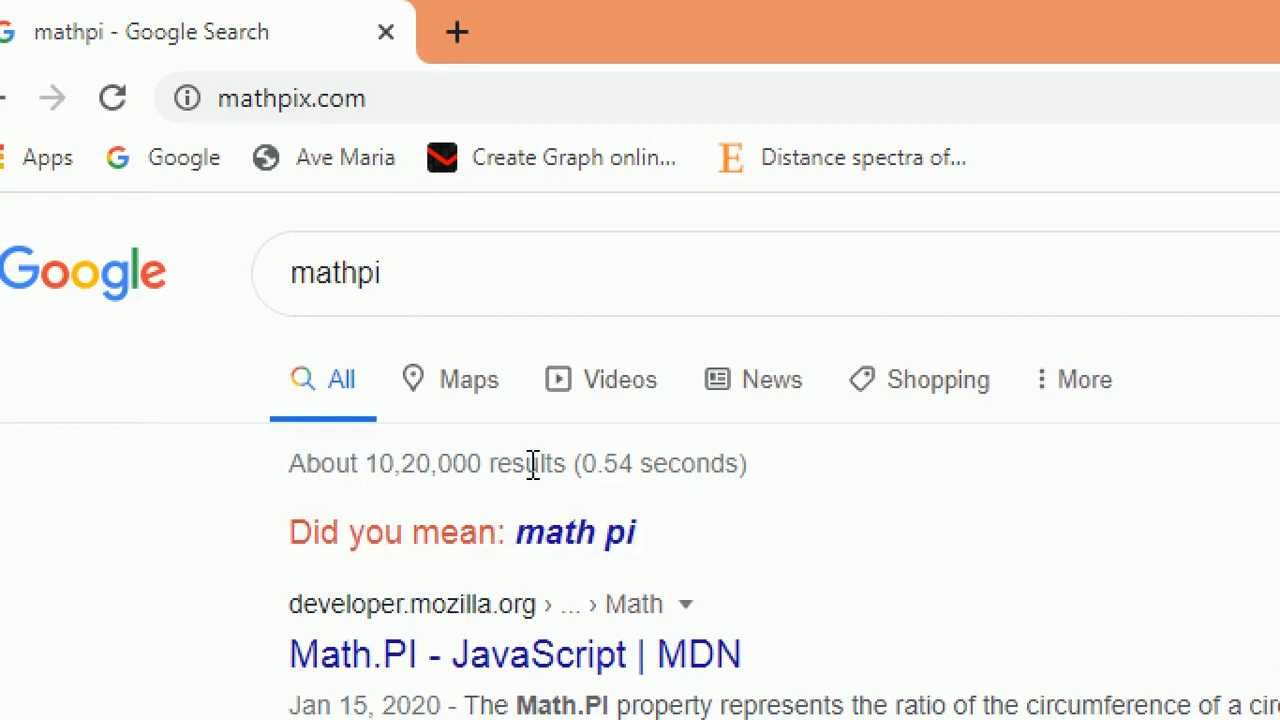 mathpi - Google Search
mathpix.com
Apps Google Ave Maria Create Graph onlin... Distance spectra of...
Google mathpi
All Maps Videos News Shopping More
About 10,20,000 results (0.54 seconds)
Did you mean: math pi
developer.mozilla.org › ... › Math
Math.PI - JavaScript | MDN
Jan 15, 2020 - The Math.PI property represents the ratio of the circumference of a